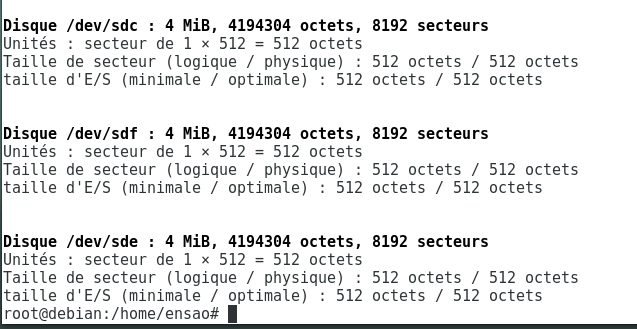 Disque /dev/sdc : 4 MiB, 4194304 octets, 8192 secteurs
Unités : secteur de 1 × 512 = 512 octets
Taille de secteur (logique / physique) : 512 octets / 512 octets
taille d'E/S (minimale / optimale) : 512 octets / 512 octets
Disque /dev/sdf : 4 MiB, 4194304 octets, 8192 secteurs
Unités : secteur de 1 × 512 = 512 octets
Taille de secteur (logique / physique) : 512 octets / 512 octets
taille d'E/S (minimale / optimale) : 512 octets / 512 octets
Disque /dev/sde : 4 MiB, 4194304 octets, 8192 secteurs
Unités : secteur de 1 × 512 = 512 octets
Taille de secteur (logique / physique) : 512 octets / 512 octets
taille d'E/S (minimale / optimale) : 512 octets / 512 octets
root@debian:/home/ensao#